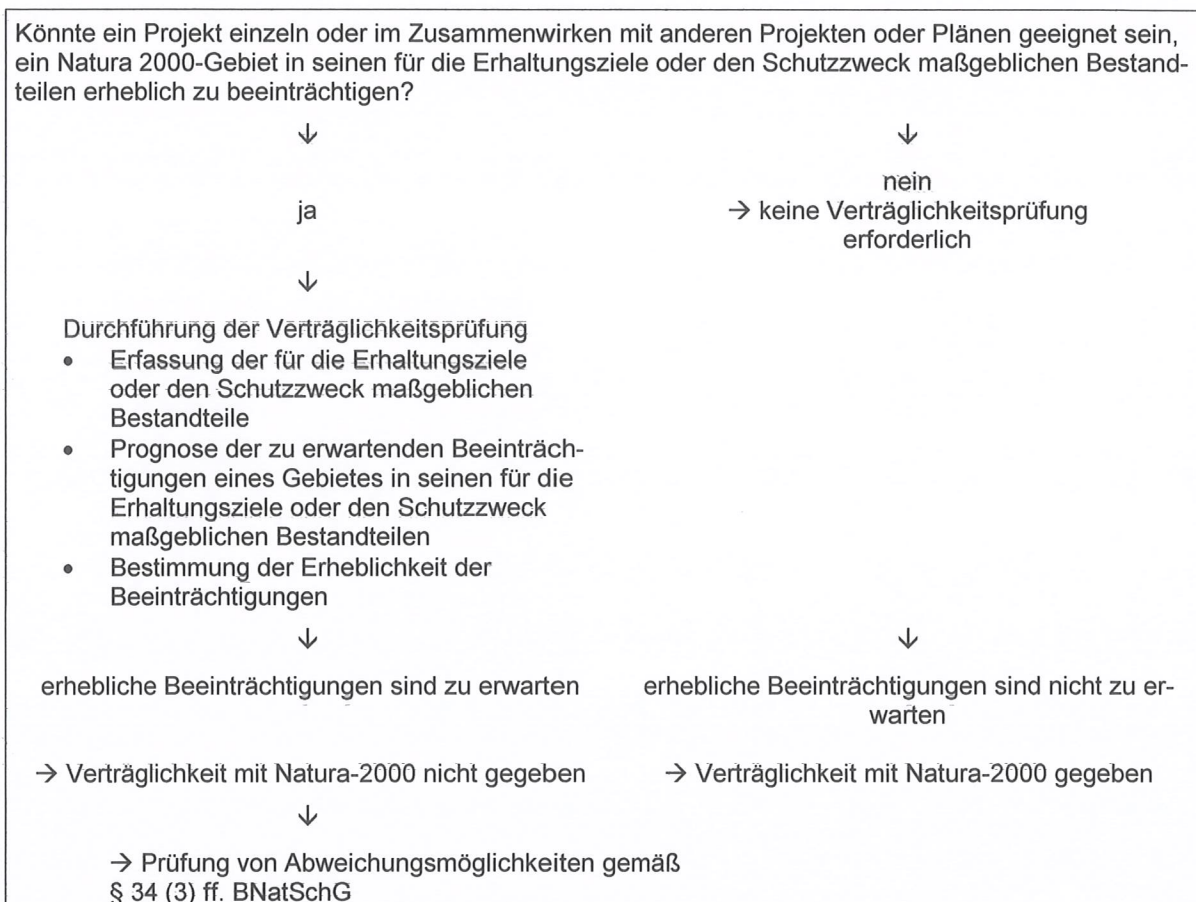 Könnte ein Projekt einzeln oder im Zusammenwirken mit anderen Projekten oder Plänen geeignet sein,
ein Natura 2000-Gebiet in seinen für die Erhaltungsziele oder den Schutzzweck maßgeblichen Bestand-
teilen erheblich zu beeinträchtigen?
↓ ↓
nein
ja
→ keine Verträglichkeitsprüfung
erforderlich
↓
Durchführung der Verträglichkeitsprüfung
• Erfassung der für die Erhaltungsziele
oder den Schutzzweck maßgeblichen
Bestandteile
• Prognose der zu erwartenden Beeinträch-
tigungen eines Gebietes in seinen für die
Erhaltungsziele oder den Schutzzweck
maßgeblichen Bestandteilen
• Bestimmung der Erheblichkeit der
Beeinträchtigungen
↓ ↓
erhebliche Beeinträchtigungen sind zu erwarten
erhebliche Beeinträchtigungen sind nicht zu er-
warten
→ Verträglichkeit mit Natura-2000 nicht gegeben
→ Verträglichkeit mit Natura-2000 gegeben
↓
→ Prüfung von Abweichungsmöglichkeiten gemäß
§ 34 (3) ff. BNatSchG